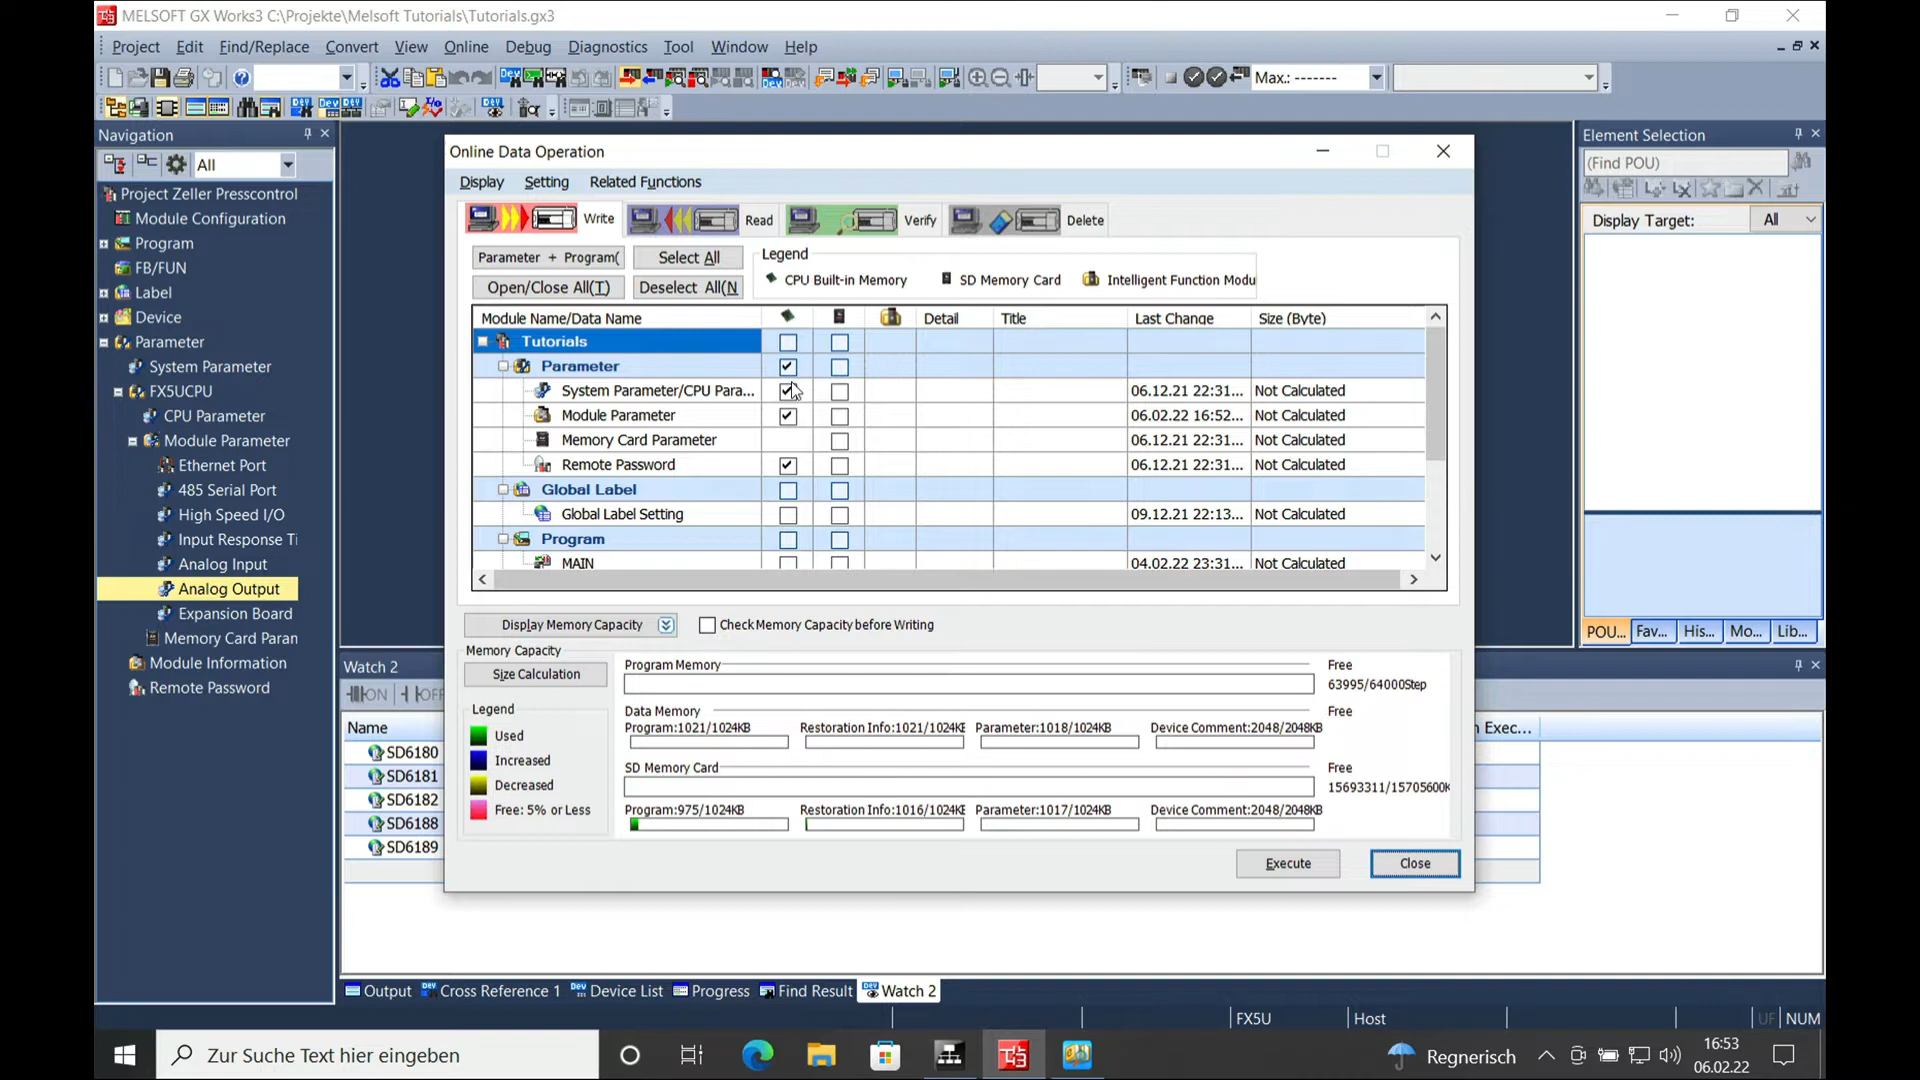 MELSOFT GX Works3 C:\Projekte\Melsoft Tutorials\Tutorials.gx3
Project Edit Find/Replace Convert View Online Debug Diagnostics Tool Window Help
Max.: -------
Navigation
All
Project Zeller Presscontrol
Module Configuration
Program
FB/FUN
Label
Device
Parameter
System Parameter
FX5UCPU
CPU Parameter
Module Parameter
Ethernet Port
485 Serial Port
High Speed I/O
Input Response Ti
Analog Input
Analog Output
Expansion Board
Memory Card Paran
Module Information
Remote Password
Online Data Operation
Display Setting Related Functions
Write Read Verify Delete
Parameter + Program( Select All
Open/Close All(T) Deselect All(N
Legend
CPU Built-in Memory SD Memory Card Intelligent Function Modu
Module Name/Data Name Detail Title Last Change Size (Byte)
Tutorials
Parameter
System Parameter/CPU Para... 06.12.21 22:31... Not Calculated
Module Parameter 06.02.22 16:52... Not Calculated
Memory Card Parameter 06.12.21 22:31... Not Calculated
Remote Password 06.12.21 22:31... Not Calculated
Global Label
Global Label Setting 09.12.21 22:13... Not Calculated
Program
MAIN 04.02.22 23:31... Not Calculated
Display Memory Capacity Check Memory Capacity before Writing
Memory Capacity
Size Calculation
Legend
Used
Increased
Decreased
Free: 5% or Less
Program Memory Free
63995/64000Step
Data Memory Free
Program:1021/1024KB Restoration Info:1021/1024KB Parameter:1018/1024KB Device Comment:2048/2048KB
SD Memory Card Free
15693311/15705600K
Program:975/1024KB Restoration Info:1016/1024KB Parameter:1017/1024KB Device Comment:2048/2048KB
Execute Close
Element Selection
(Find POU)
Display Target: All
POU... Fav... His... Mo... Lib...
Watch 2
ON OFF
Name
n Exec...
SD6180
SD6181
SD6182
SD6188
SD6189
Output Cross Reference 1 Device List Progress Find Result Watch 2
FX5U Host UF NUM
Zur Suche Text hier eingeben
Regnerisch
16:53
06.02.22